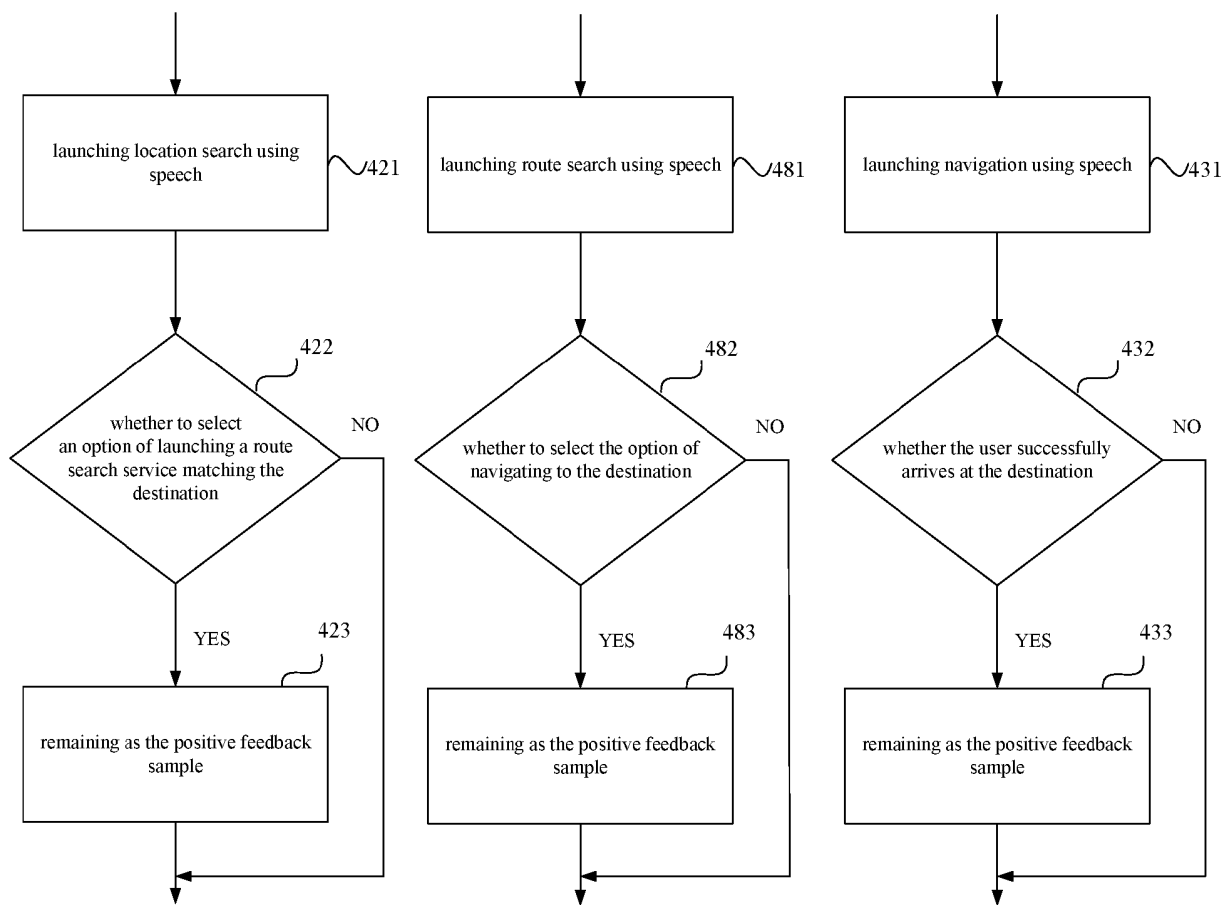 launching location search using
speech
421
launching route search using speech
481
launching navigation using speech
431
422
whether to select
an option of launching a route
search service matching the
destination
NO
482
whether to select the option of
navigating to the destination
NO
432
whether the user successfully
arrives at the destination
NO
YES
423
remaining as the positive feedback
sample
YES
483
remaining as the positive feedback
sample
YES
433
remaining as the positive feedback
sample